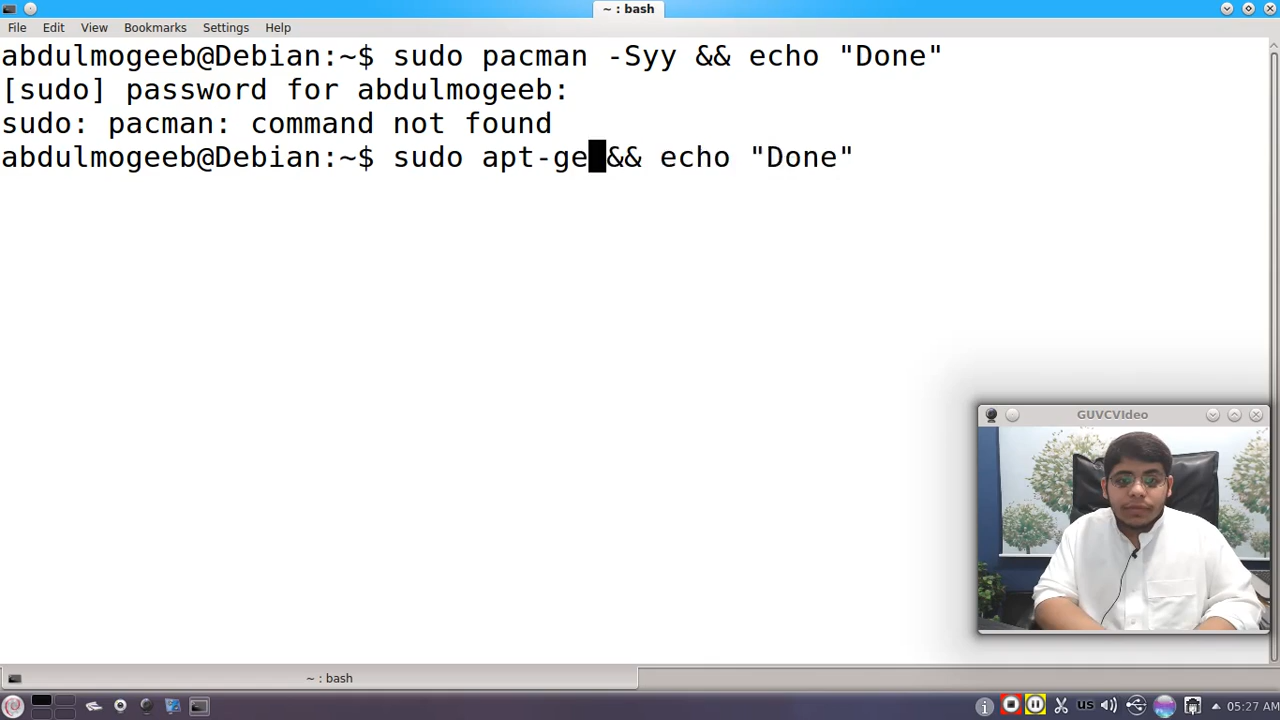 ~ : bash
File Edit View Bookmarks Settings Help
abdulmogeeb@Debian:~$ sudo pacman -Syy && echo "Done"
[sudo] password for abdulmogeeb:
sudo: pacman: command not found
abdulmogeeb@Debian:~$ sudo apt-ge && echo "Done"
GUVCVIdeo
~ : bash
us 05:27 AM